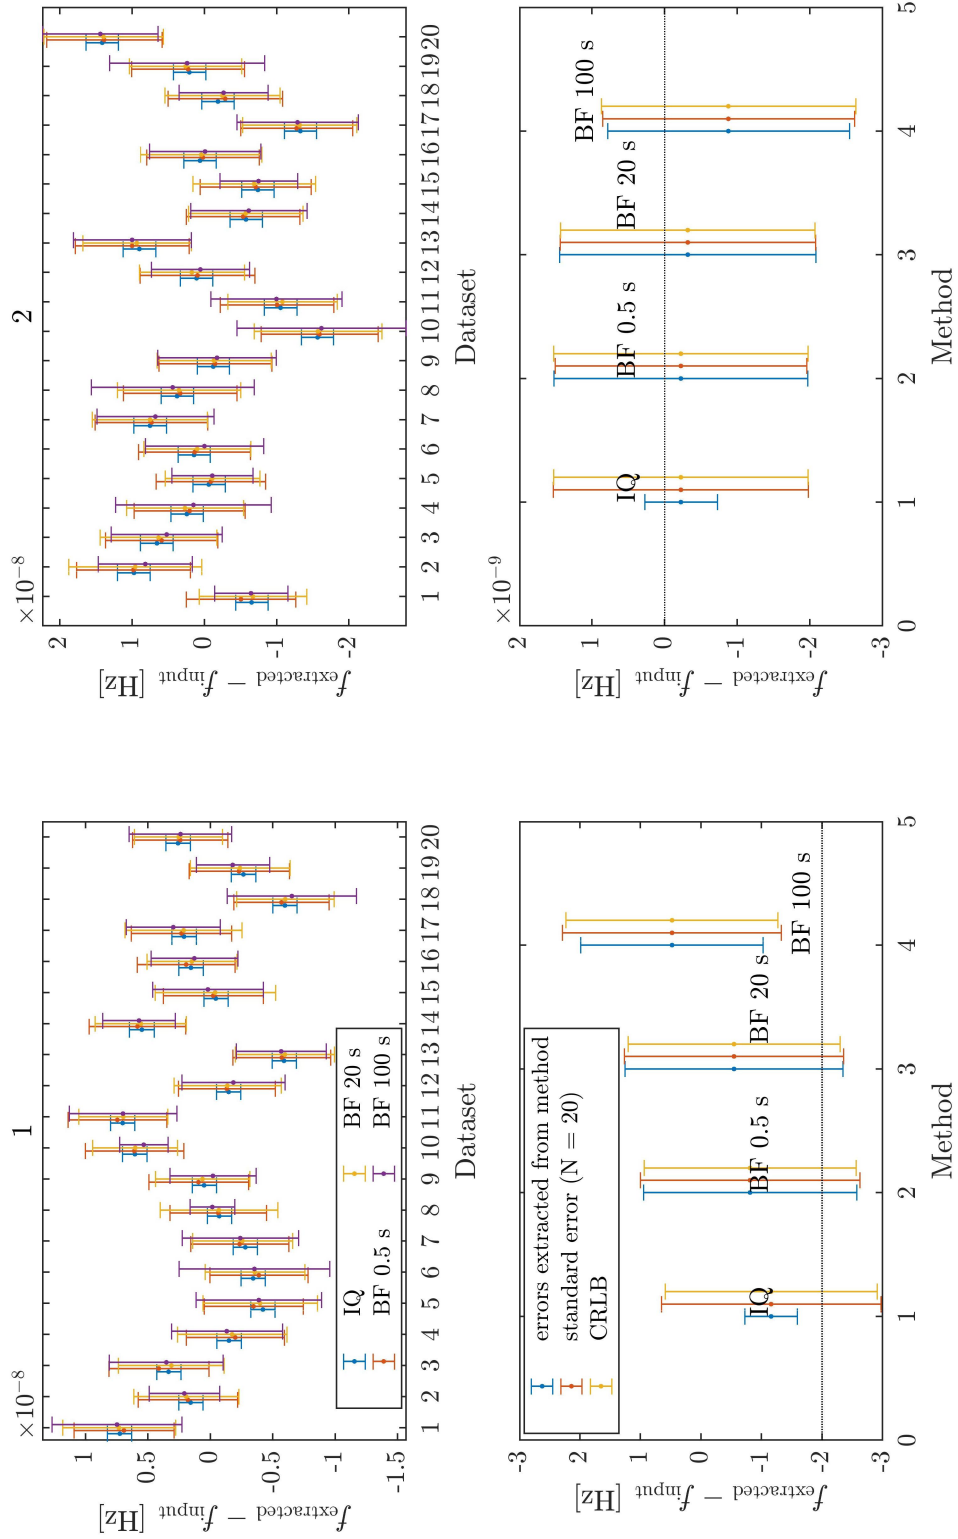 1
×10⁻⁸
1
0.5
0
-0.5
-1
-1.5
f_extracted − f_input [Hz]
IQ
BF 0.5 s
BF 20 s
BF 100 s
1 2 3 4 5 6 7 8 9 10 11 12 13 14 15 16 17 18 19 20
Dataset
2
×10⁻⁸
2
1
0
-1
-2
f_extracted − f_input [Hz]
1 2 3 4 5 6 7 8 9 10 11 12 13 14 15 16 17 18 19 20
Dataset
3
2
1
0
-1
-2
-3
f_extracted − f_input [Hz]
errors extracted from method
standard error (N = 20)
CRLB
IQ
BF 0.5 s
BF 20 s
BF 100 s
0 1 2 3 4 5
Method
×10⁻⁹
2
1
0
-1
-2
-3
f_extracted − f_input [Hz]
IQ
BF 0.5 s
BF 20 s
BF 100 s
0 1 2 3 4 5
Method